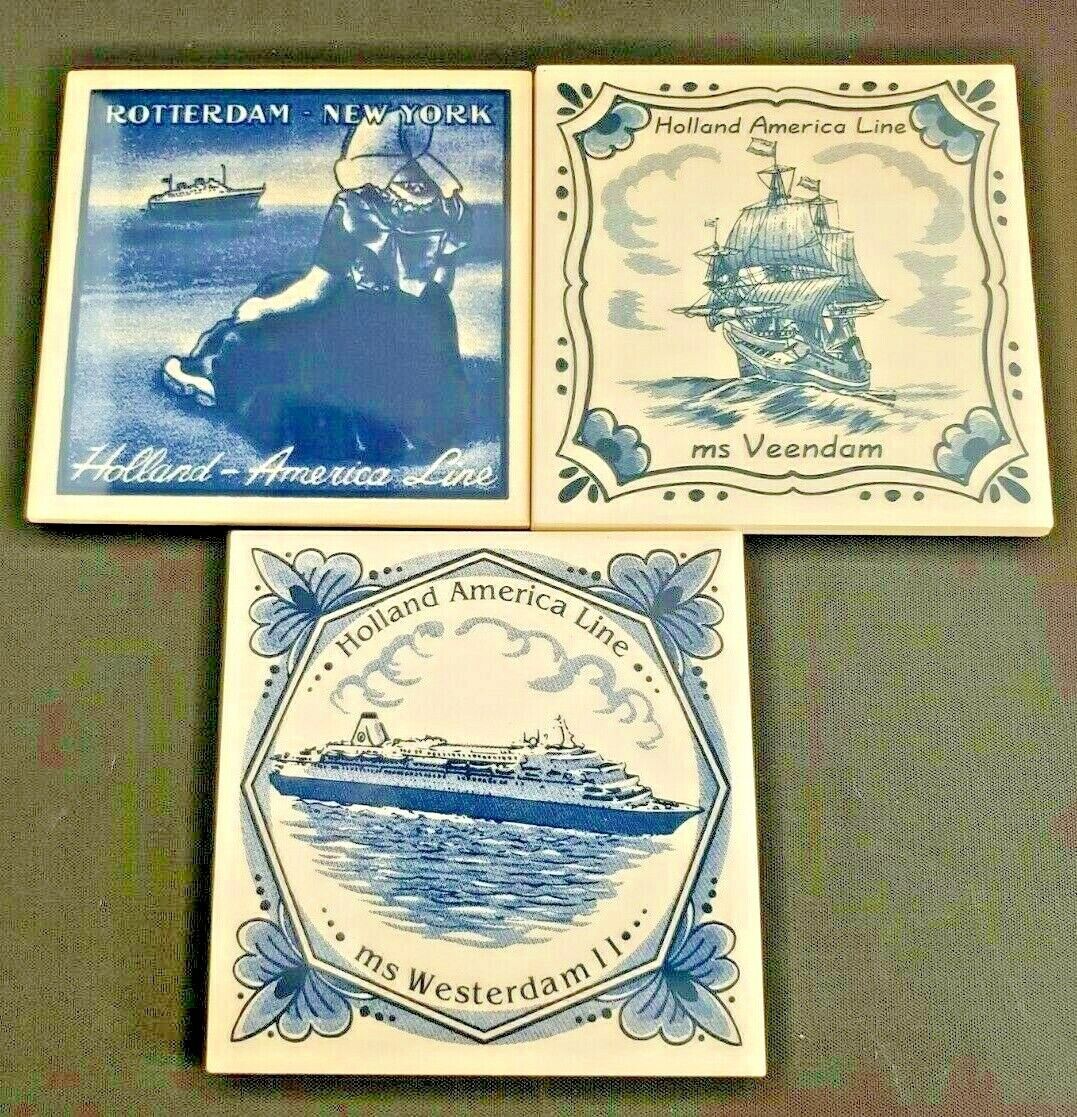 ROTTERDAM - NEW YORK
Holland - America Line
Holland America Line
ms Veendam
Holland America Line
ms Westerdam II